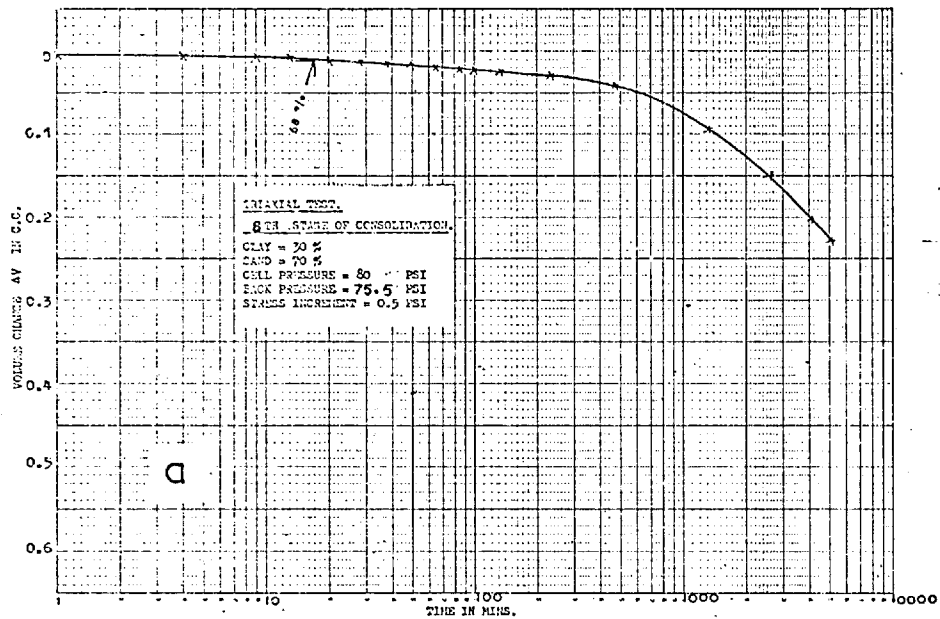 0
0.1
0.2
0.3
0.4
0.5
0.6
VOLUME CHANGE ΔV IN C.C.
68 %
TRIAXIAL TEST.
8TH STAGE OF CONSOLIDATION.
CLAY = 30 %
SAND = 70 %
CELL PRESSURE = 80 PSI
BACK PRESSURE = 75.5 PSI
STRESS INCREMENT = 0.5 PSI
a
1 10 100 1000 10000
TIME IN MINS.